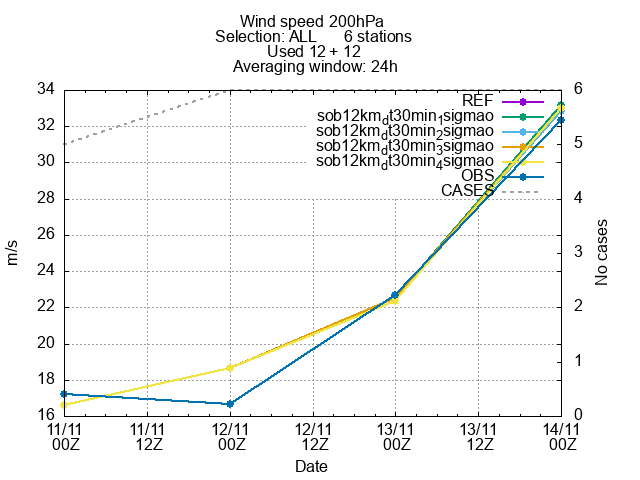 Wind speed 200hPa
Selection: ALL 6 stations
Used 12 + 12
Averaging window: 24h
34 6
REF
sob12km_dt30min_1sigmao
32
sob12km_dt30min_2sigmao
sob12km_dt30min_3sigmao
5
30
sob12km_dt30min_4sigmao
OBS
CASES
28 4
26
3
24
22 2
20
1
18
16 0
m/s
No cases
11/11 11/11 12/11 12/11 13/11 13/11 14/11
00Z 12Z 00Z 12Z 00Z 12Z 00Z
Date